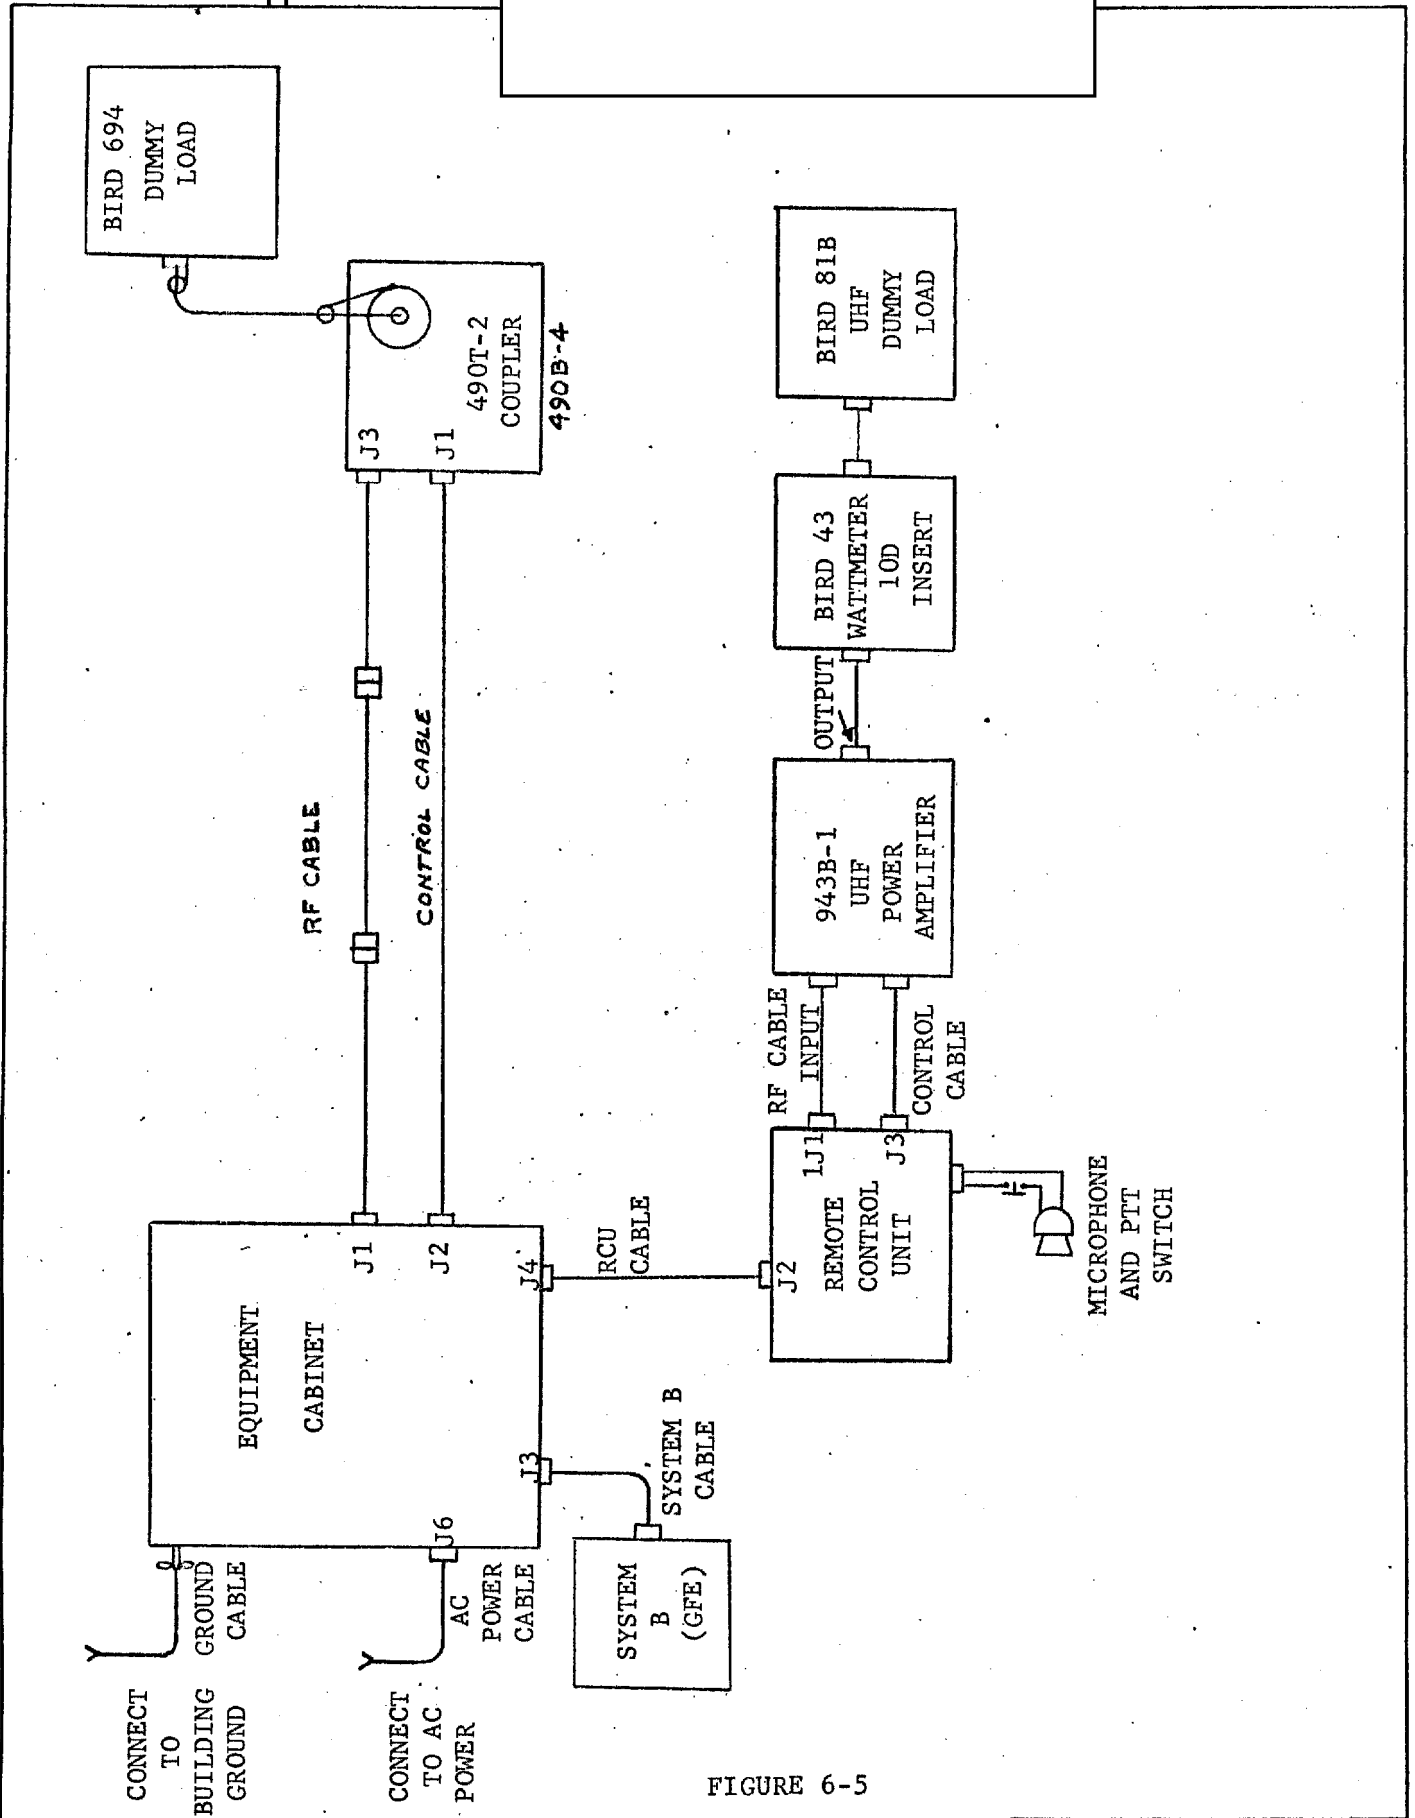 BIRD 694
DUMMY
LOAD
490T-2
COUPLER
490B-4
J3
J1
RF CABLE
CONTROL CABLE
BIRD 81B
UHF
DUMMY
LOAD
BIRD 43
WATTMETER
10D
INSERT
OUTPUT
943B-1
UHF
POWER
AMPLIFIER
RF CABLE
INPUT
CONTROL
CABLE
1J1
J3
J2
REMOTE
CONTROL
UNIT
MICROPHONE
AND PTT
SWITCH
EQUIPMENT
CABINET
J1
J2
J4
J3
J6
RCU
CABLE
SYSTEM B
CABLE
SYSTEM
B
(GFE)
GROUND
CABLE
AC
POWER
CABLE
CONNECT
TO
BUILDING
GROUND
CONNECT
TO AC
POWER
FIGURE 6-5